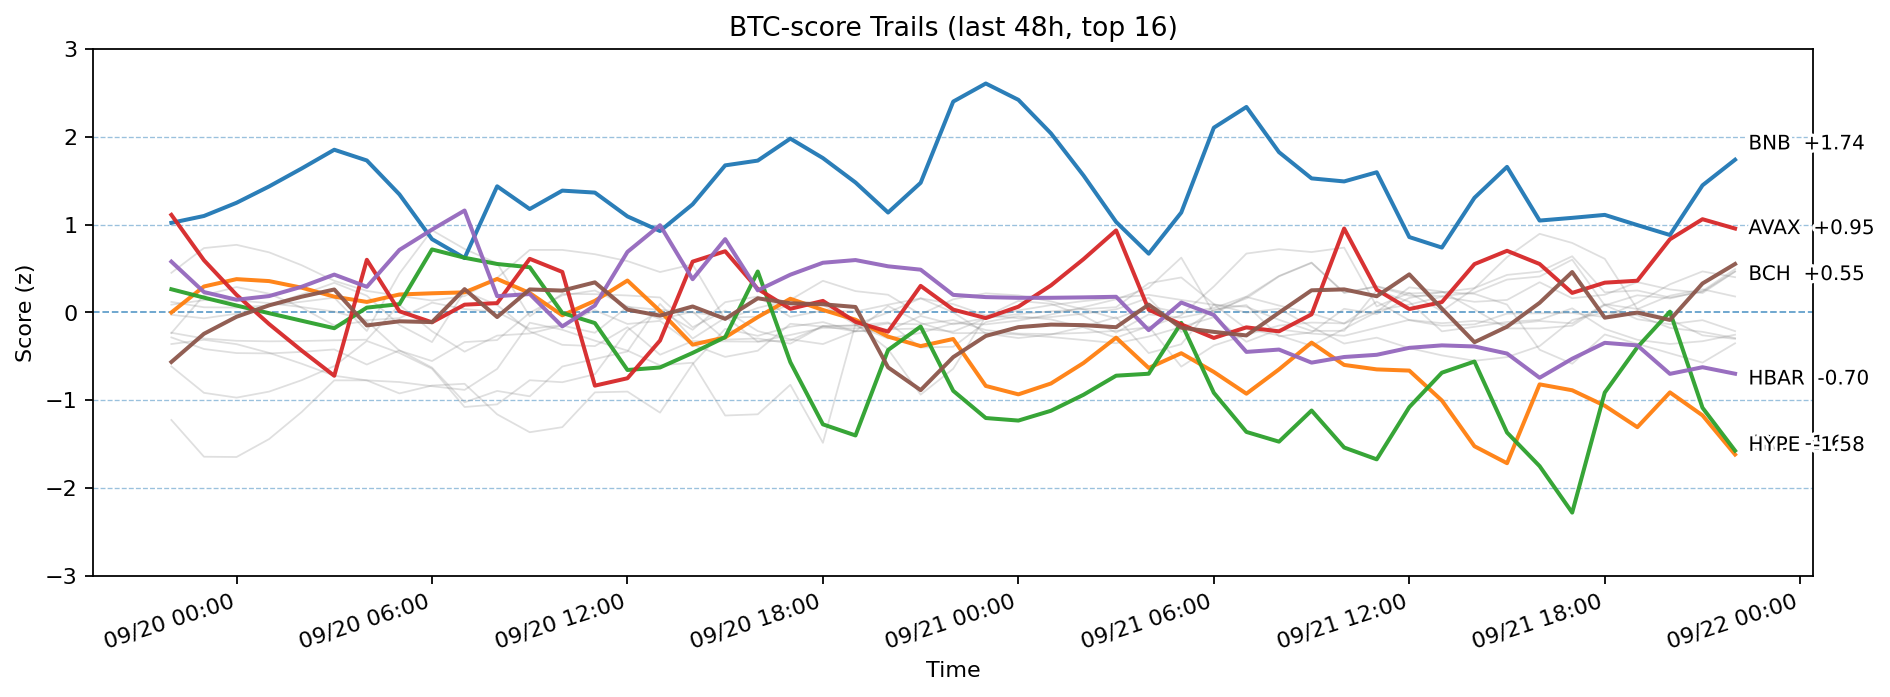 BTC-score Trails (last 48h, top 16)
Score (z)
3
2
1
0
−1
−2
−3
BNB +1.74
AVAX +0.95
BCH +0.55
HBAR -0.70
HYPE -1.58
09/20 00:00
09/20 06:00
09/20 12:00
09/20 18:00
09/21 00:00
09/21 06:00
09/21 12:00
09/21 18:00
09/22 00:00
Time